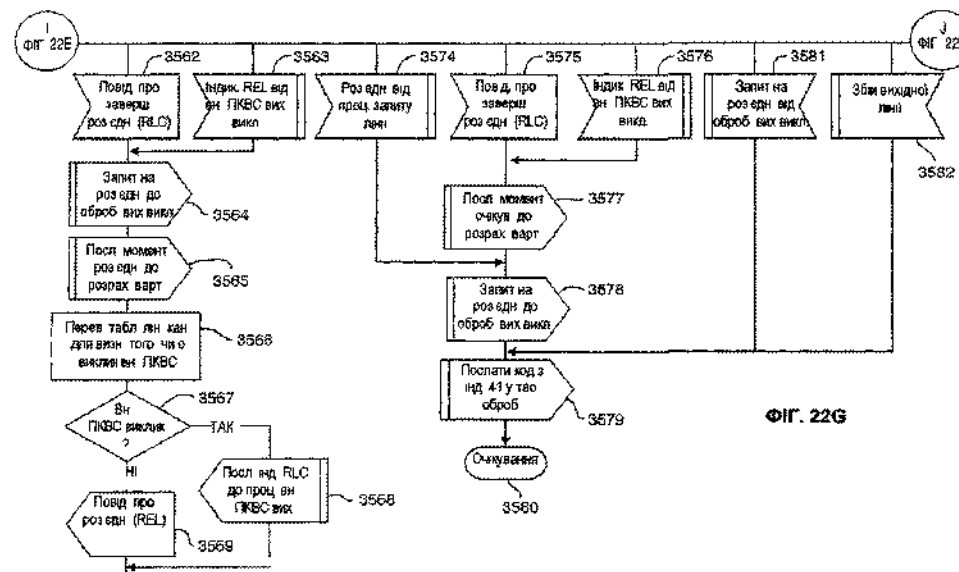 I
ФІГ 22E
J
ФІГ 22
3562
Повід про
заверш
роз єдн (RLC)
3563
Індик. REL від
вн ПКВС вих
викл
3574
Роз єдн від
проц. запиту
лінії
3575
Повід. про
заверш
роз єдн (RLC)
3576
Індик REL від
вн ПКВС вих
викл.
3581
Запит на
роз єдн від
оброб вих викл
Збій вихідної
лінії
3582
Запит на
роз єдн до
оброб вих викл
3564
Посл момент
роз єдн до
розрах варт
3565
Перев табл лін кан
для визн того чи є
виклик вн ПКВС
3566
3567
Вн
ПКВС виклик
?
ТАК
НІ
Посл інд RLC
до проц вн
ПКВС вих
3568
Повід про
роз єдн (REL)
3569
Посл момент
очікув до
розрах варт
3577
Запит на
роз єдн до
оброб вих викл
3578
Послати код з
інд 41 у
оброб
3579
Очікування
3580
ФІГ. 22G